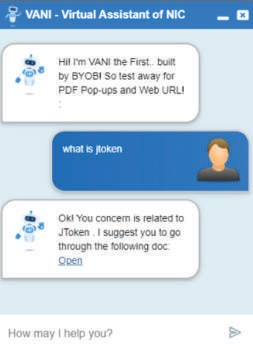 VANI - Virtual Assistant of NIC
Hi! I'm VANI the First.. built
by BYOB! So test away for
PDF Pop-ups and Web URL!
:
what is jtoken
Ok! You concern is related to
JToken . I suggest you to go
through the following doc:
Open
How may I help you?